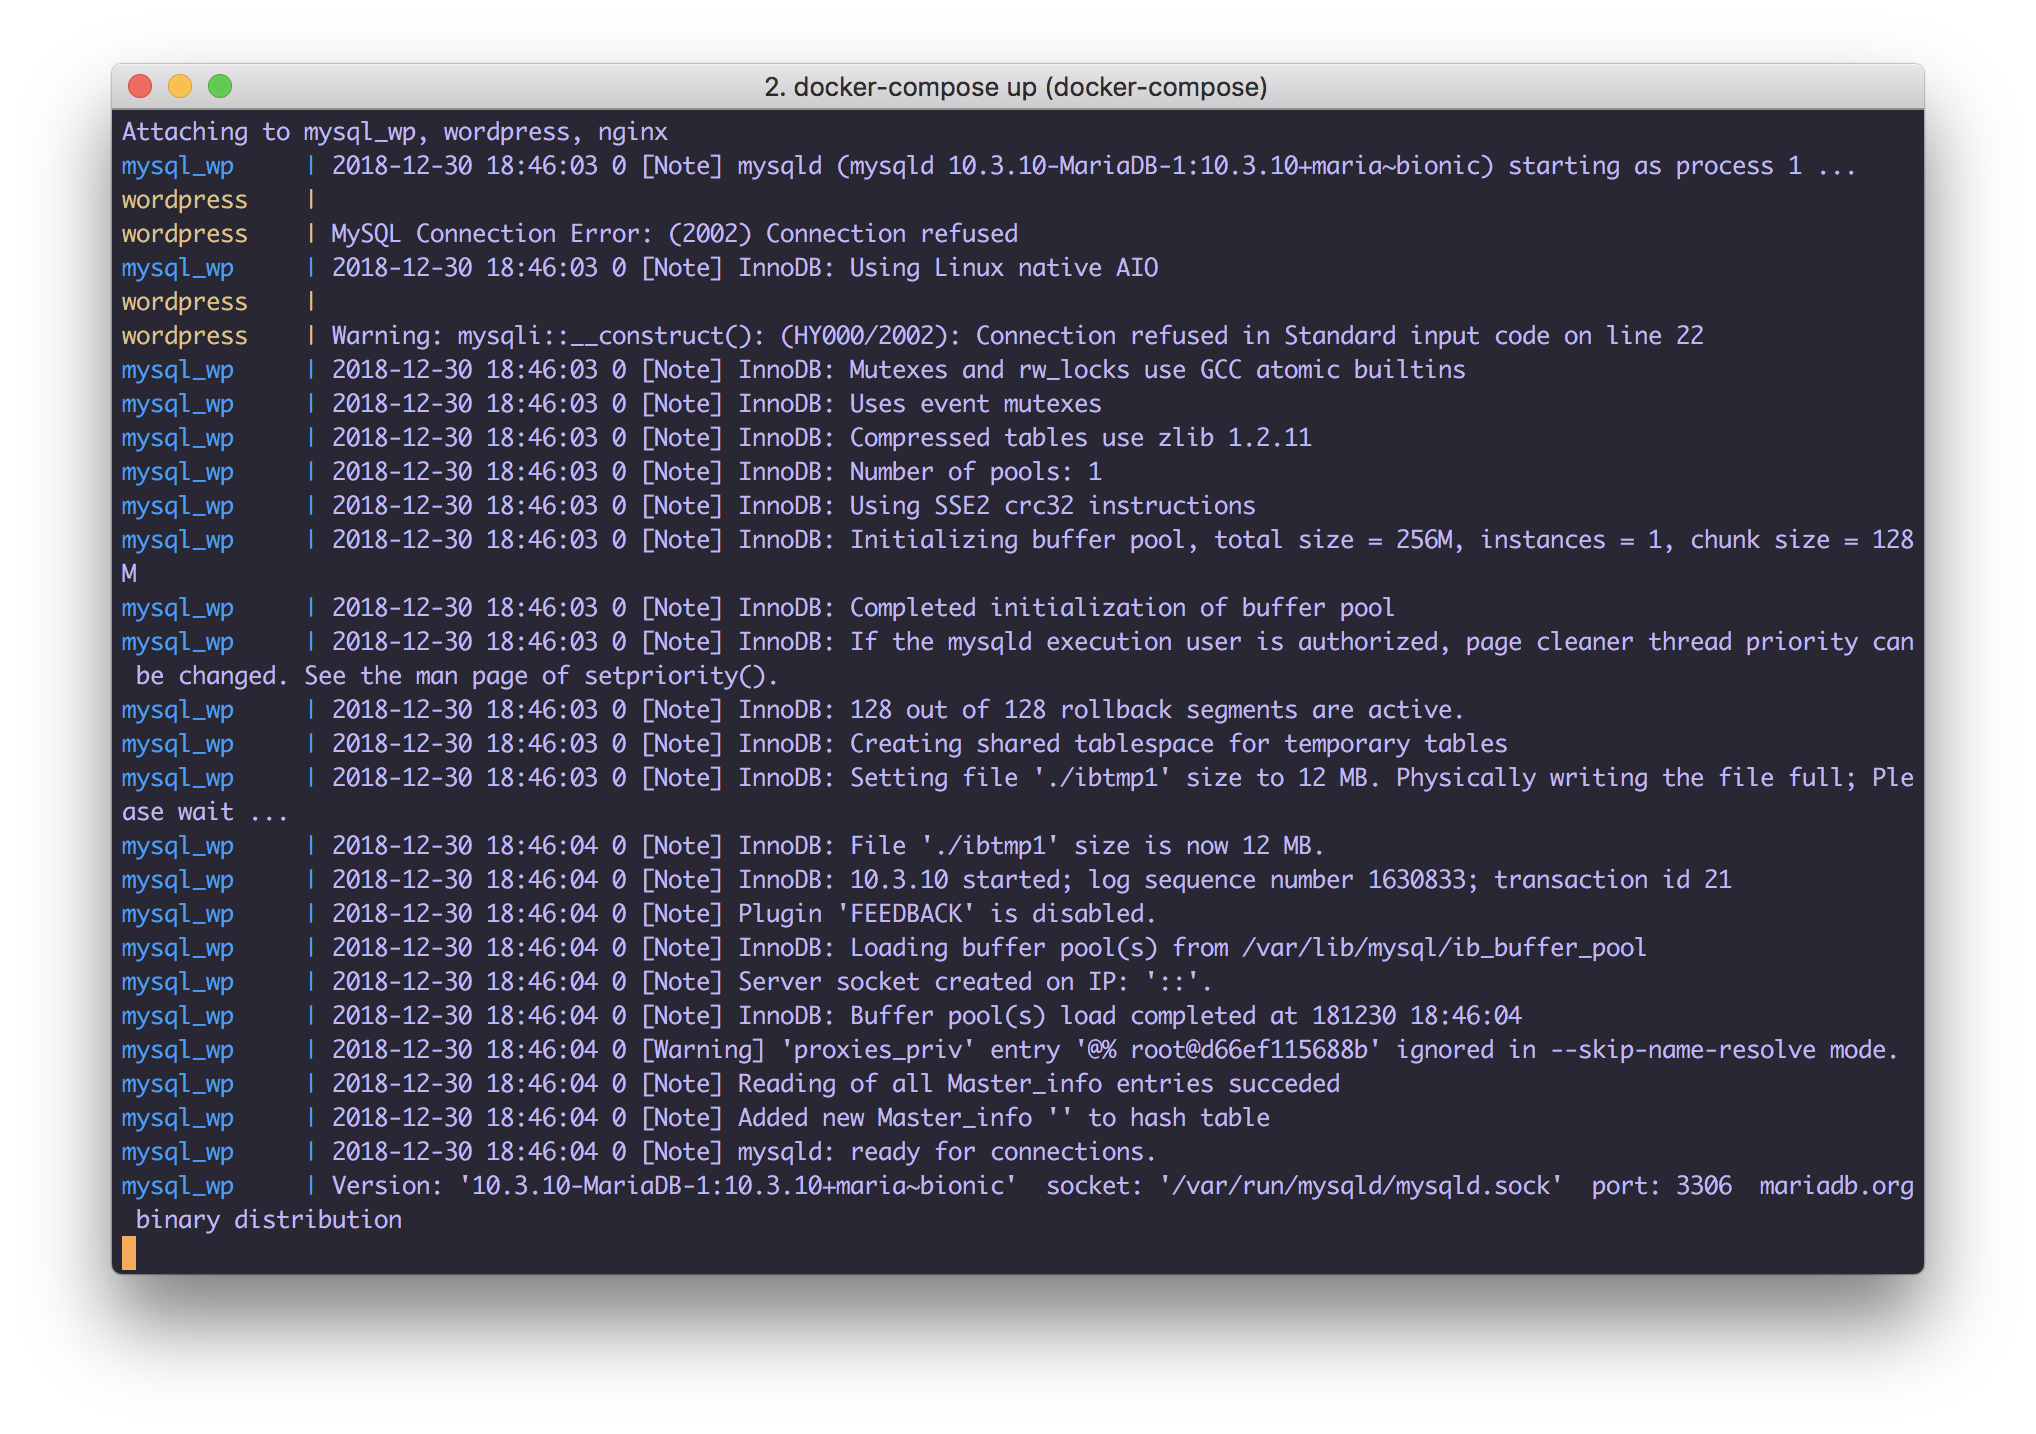 2. docker-compose up (docker-compose)
Attaching to mysql_wp, wordpress, nginx
mysql_wp     | 2018-12-30 18:46:03 0 [Note] mysqld (mysqld 10.3.10-MariaDB-1:10.3.10+maria~bionic) starting as process 1 ...
wordpress    |
wordpress    | MySQL Connection Error: (2002) Connection refused
mysql_wp     | 2018-12-30 18:46:03 0 [Note] InnoDB: Using Linux native AIO
wordpress    |
wordpress    | Warning: mysqli::__construct(): (HY000/2002): Connection refused in Standard input code on line 22
mysql_wp     | 2018-12-30 18:46:03 0 [Note] InnoDB: Mutexes and rw_locks use GCC atomic builtins
mysql_wp     | 2018-12-30 18:46:03 0 [Note] InnoDB: Uses event mutexes
mysql_wp     | 2018-12-30 18:46:03 0 [Note] InnoDB: Compressed tables use zlib 1.2.11
mysql_wp     | 2018-12-30 18:46:03 0 [Note] InnoDB: Number of pools: 1
mysql_wp     | 2018-12-30 18:46:03 0 [Note] InnoDB: Using SSE2 crc32 instructions
mysql_wp     | 2018-12-30 18:46:03 0 [Note] InnoDB: Initializing buffer pool, total size = 256M, instances = 1, chunk size = 128
M
mysql_wp     | 2018-12-30 18:46:03 0 [Note] InnoDB: Completed initialization of buffer pool
mysql_wp     | 2018-12-30 18:46:03 0 [Note] InnoDB: If the mysqld execution user is authorized, page cleaner thread priority can
 be changed. See the man page of setpriority().
mysql_wp     | 2018-12-30 18:46:03 0 [Note] InnoDB: 128 out of 128 rollback segments are active.
mysql_wp     | 2018-12-30 18:46:03 0 [Note] InnoDB: Creating shared tablespace for temporary tables
mysql_wp     | 2018-12-30 18:46:03 0 [Note] InnoDB: Setting file './ibtmp1' size to 12 MB. Physically writing the file full; Ple
ase wait ...
mysql_wp     | 2018-12-30 18:46:04 0 [Note] InnoDB: File './ibtmp1' size is now 12 MB.
mysql_wp     | 2018-12-30 18:46:04 0 [Note] InnoDB: 10.3.10 started; log sequence number 1630833; transaction id 21
mysql_wp     | 2018-12-30 18:46:04 0 [Note] Plugin 'FEEDBACK' is disabled.
mysql_wp     | 2018-12-30 18:46:04 0 [Note] InnoDB: Loading buffer pool(s) from /var/lib/mysql/ib_buffer_pool
mysql_wp     | 2018-12-30 18:46:04 0 [Note] Server socket created on IP: '::'.
mysql_wp     | 2018-12-30 18:46:04 0 [Note] InnoDB: Buffer pool(s) load completed at 181230 18:46:04
mysql_wp     | 2018-12-30 18:46:04 0 [Warning] 'proxies_priv' entry '@% root@d66ef115688b' ignored in --skip-name-resolve mode.
mysql_wp     | 2018-12-30 18:46:04 0 [Note] Reading of all Master_info entries succeded
mysql_wp     | 2018-12-30 18:46:04 0 [Note] Added new Master_info '' to hash table
mysql_wp     | 2018-12-30 18:46:04 0 [Note] mysqld: ready for connections.
mysql_wp     | Version: '10.3.10-MariaDB-1:10.3.10+maria~bionic'  socket: '/var/run/mysqld/mysqld.sock'  port: 3306  mariadb.org
 binary distribution